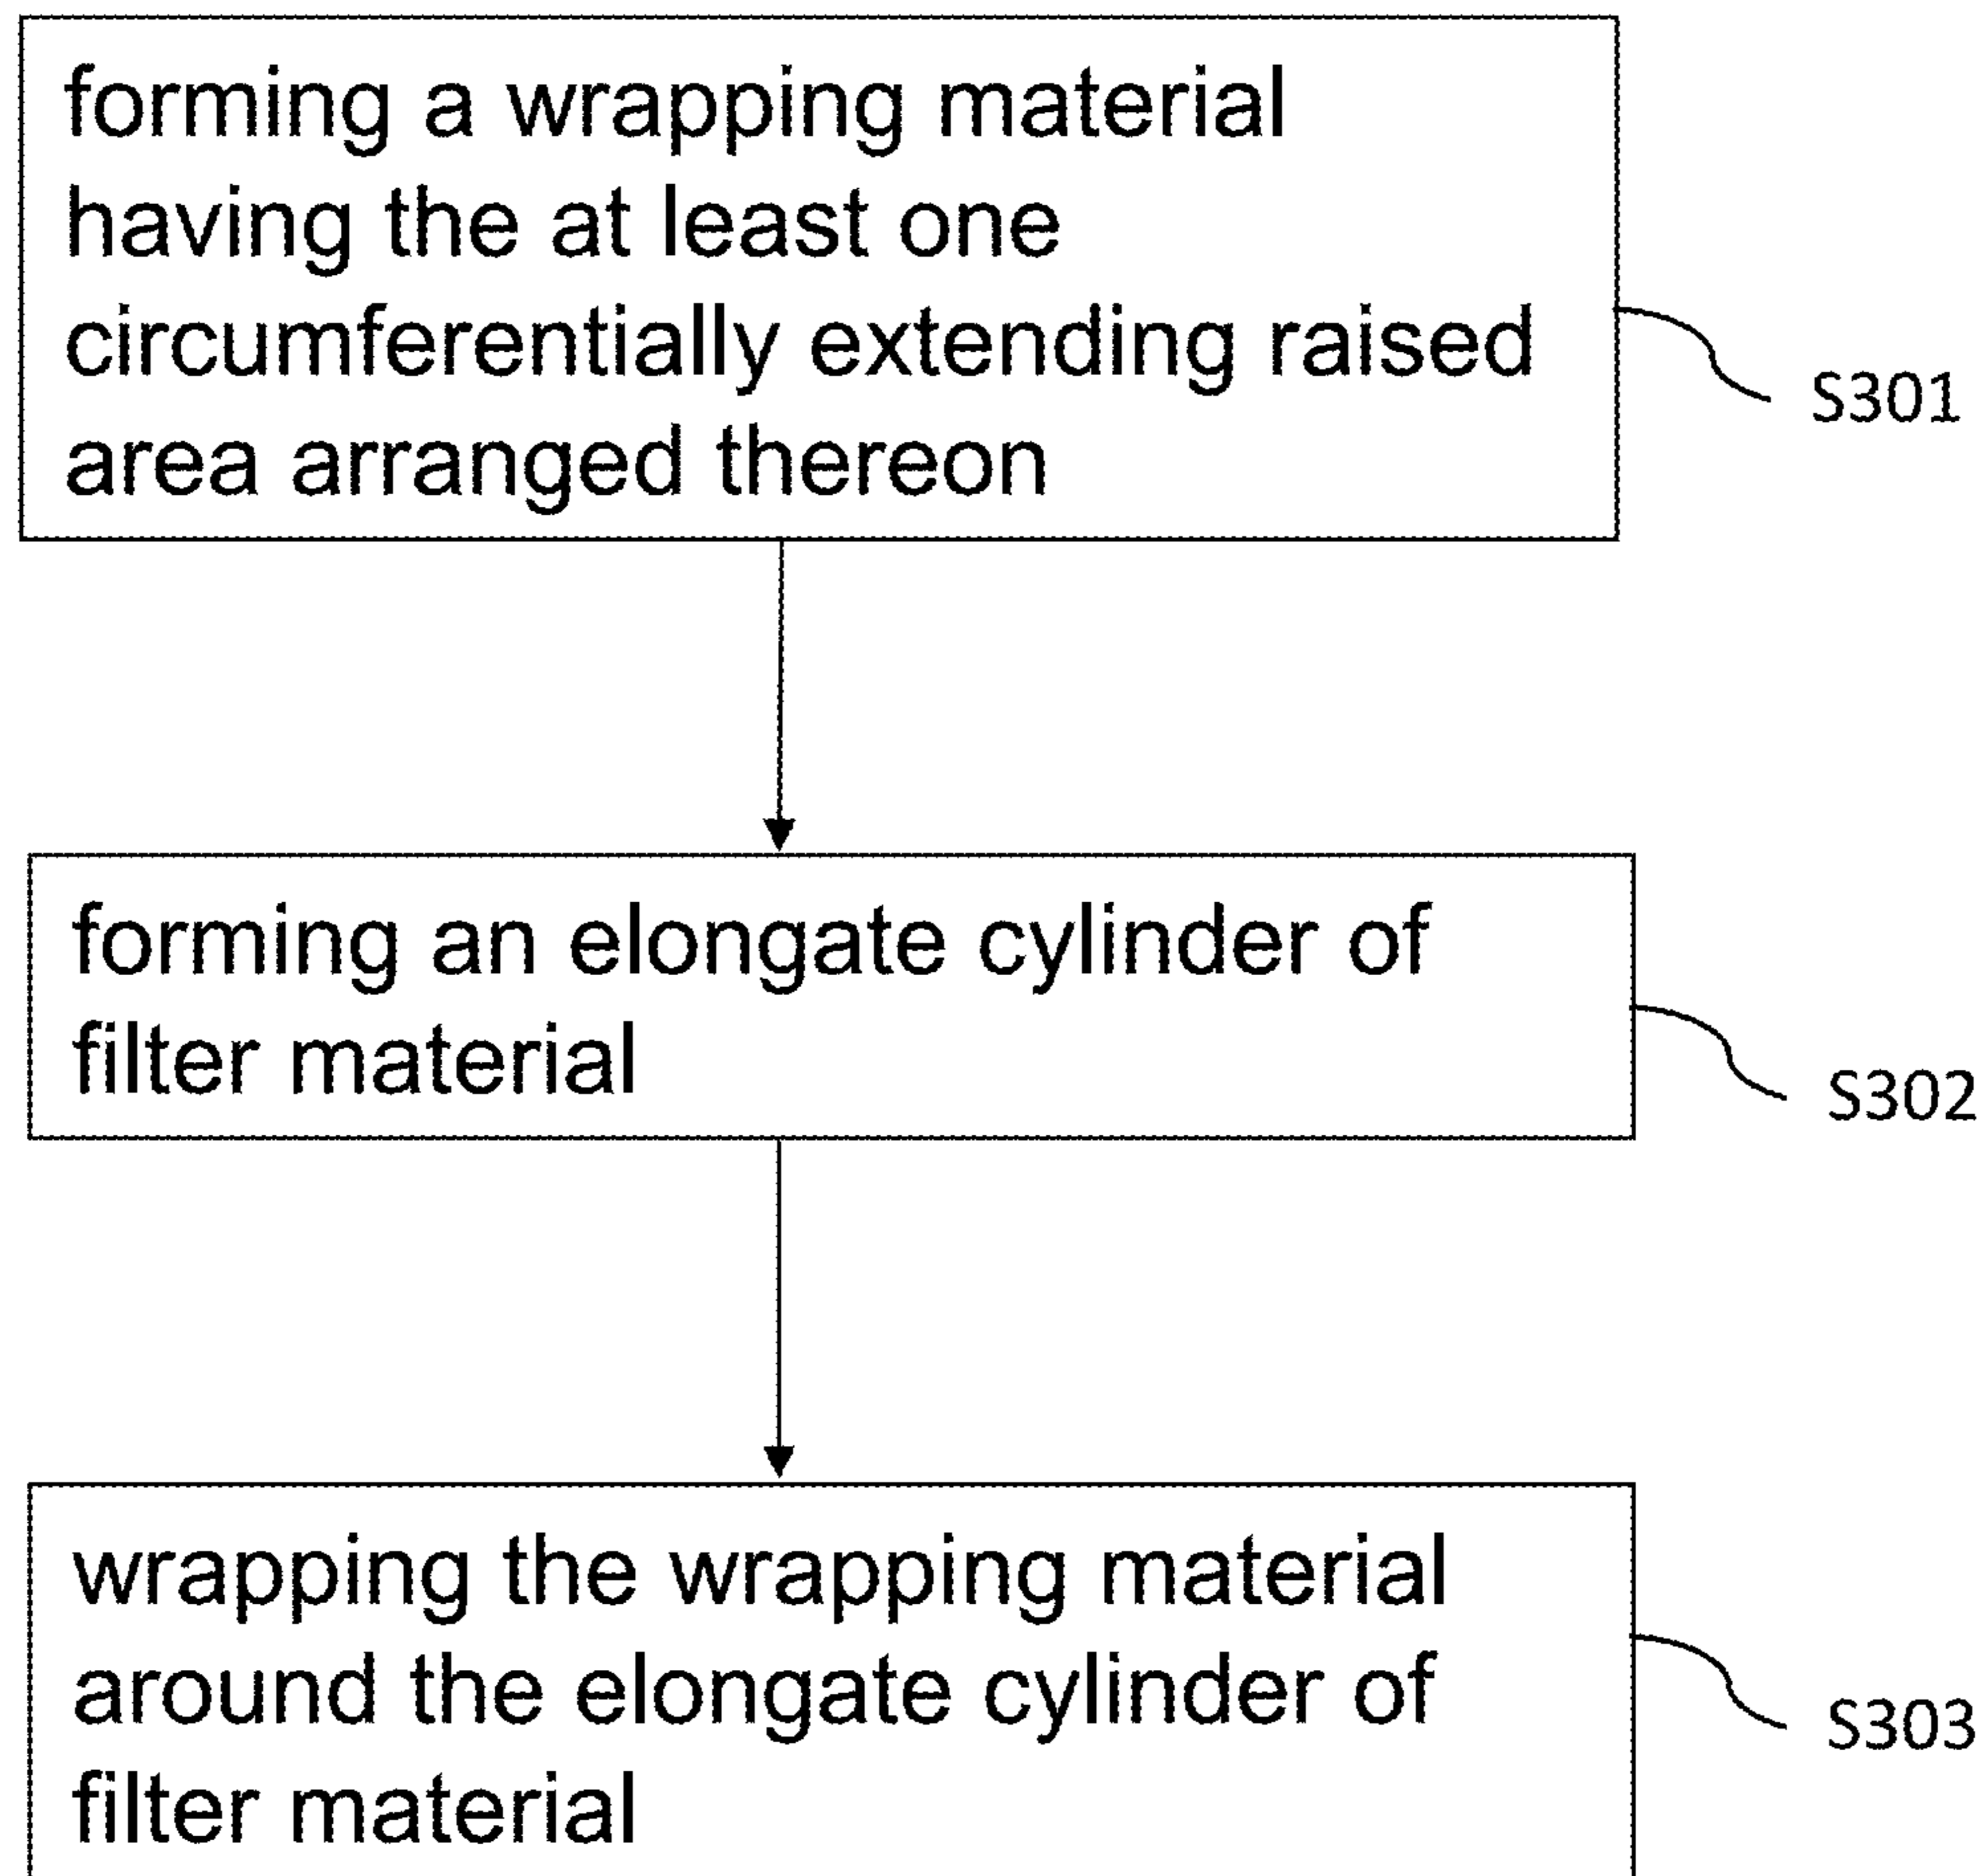 forming a wrapping material
having the at least one
circumferentially extending raised
area arranged thereon
S301
forming an elongate cylinder of
filter material
S302
wrapping the wrapping material
around the elongate cylinder of
filter material
S303